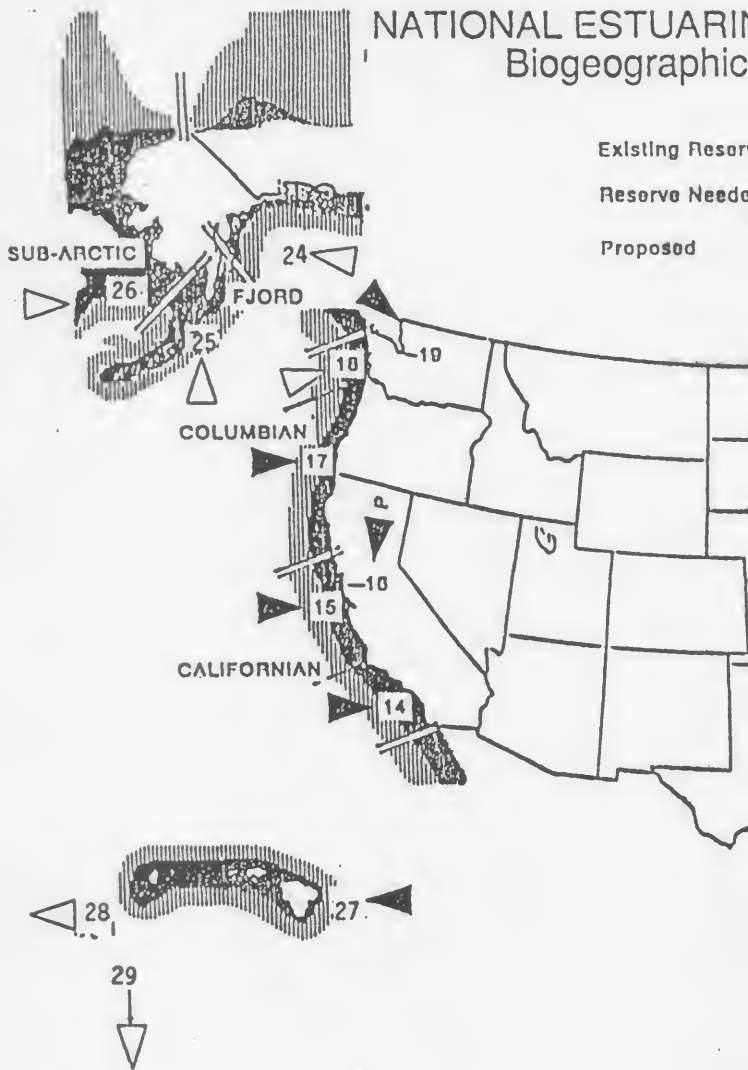 NATIONAL ESTUARIN
Biogeographic
Existing Reserv
Reserve Neede
Proposed
SUB-ARCTIC
24
26
FJORD
25
18
19
COLUMBIAN
17
P
16
15
CALIFORNIAN
14
28
27
29